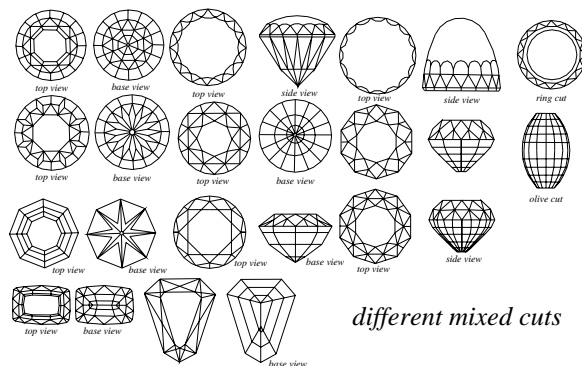 top view base view top view side view top view side view ring cut
top view base view top view base view olive cut
top view base view top view base view top view side view
top view base view base view
different mixed cuts